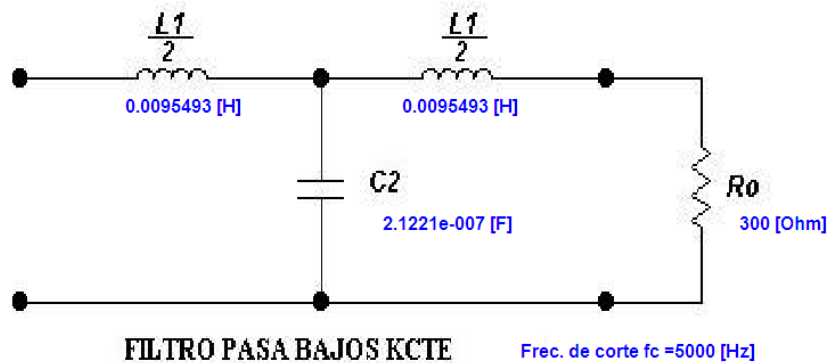 L1
2
L1
2
0.0095493 [H]
0.0095493 [H]
C2
2.1221e-007 [F]
Ro
300 [Ohm]
FILTRO PASA BAJOS KCTE
Frec. de corte fc =5000 [Hz]